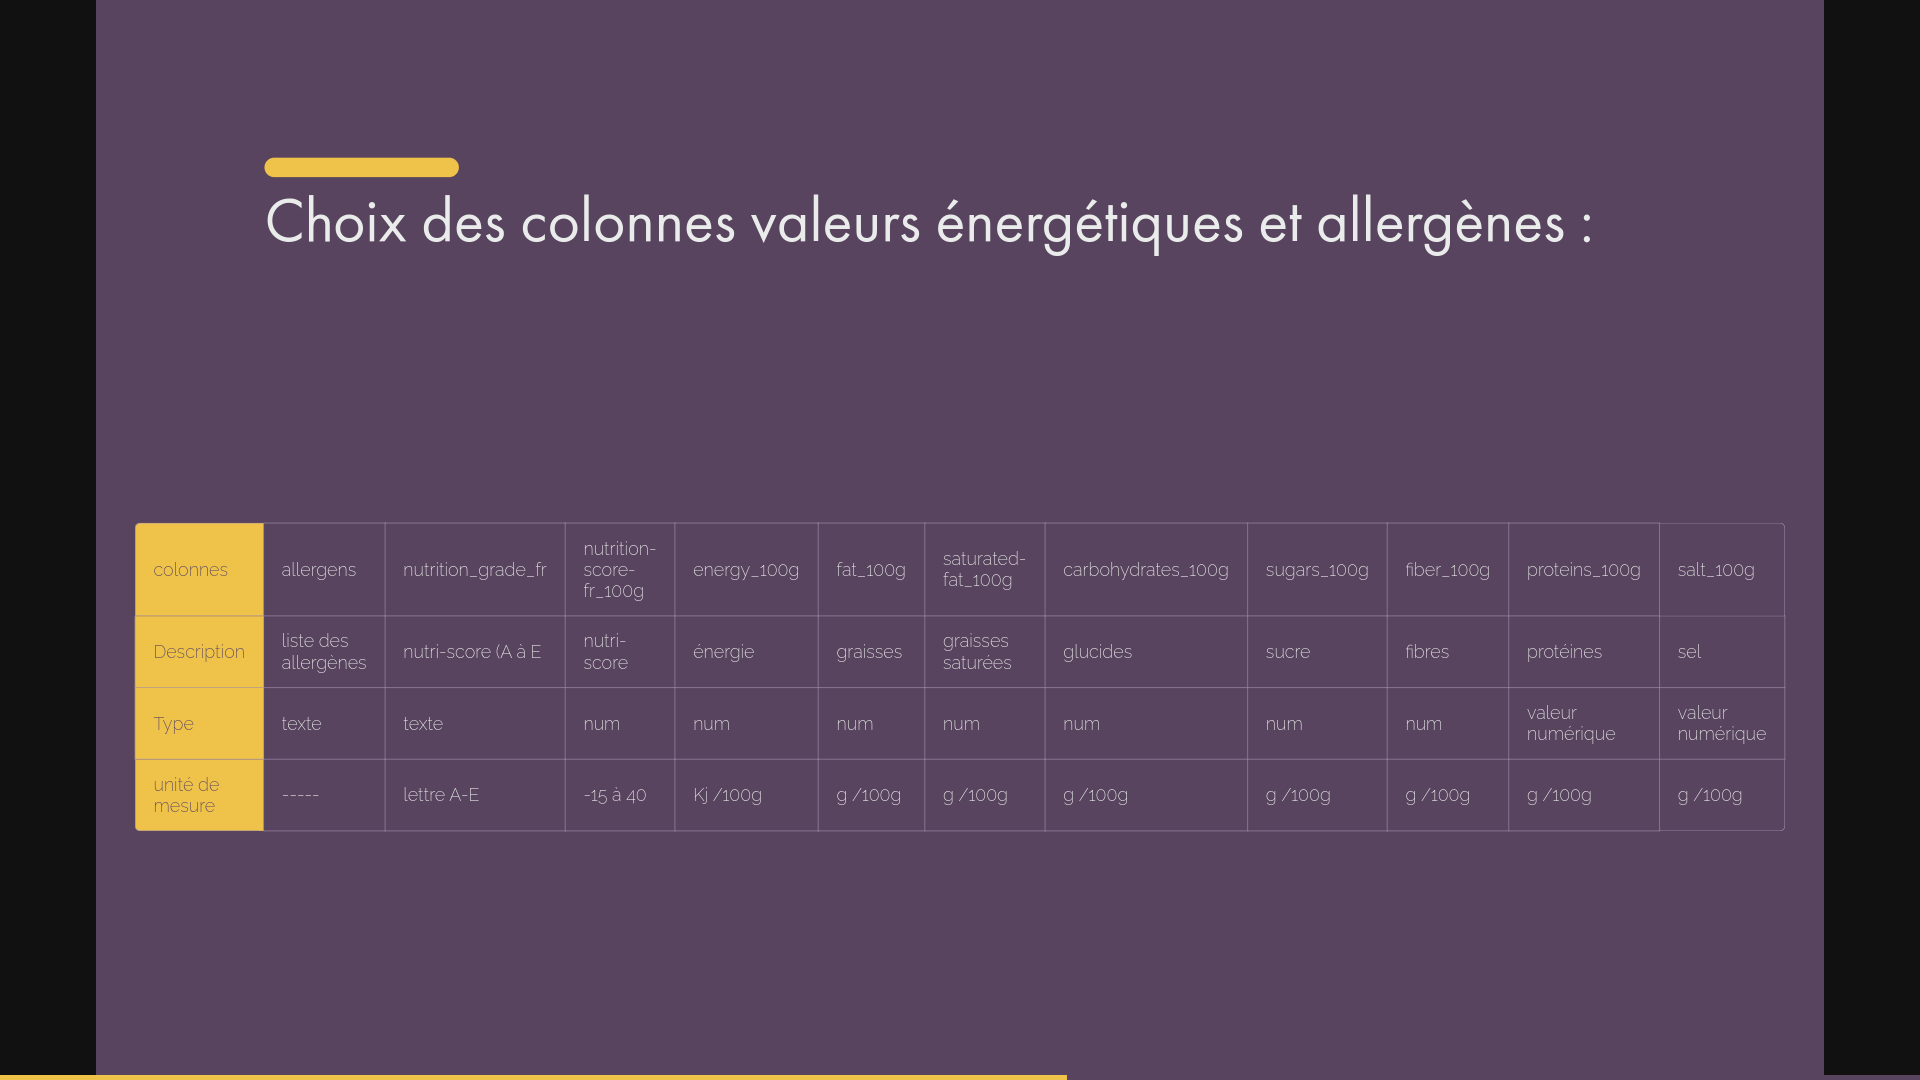 Choix des colonnes valeurs énergétiques et allergènes :
colonnes
allergens
nutrition_grade_fr
nutrition-
score-
fr_100g
energy_100g
fat_100g
saturated-
fat_100g
carbohydrates_100g
sugars_100g
fiber_100g
proteins_100g
salt_100g
Description
liste des
allergènes
nutri-score (A à E
nutri-
score
énergie
graisses
graisses
saturées
glucides
sucre
fibres
protéines
sel
Type
texte
texte
num
num
num
num
num
num
num
valeur
numérique
valeur
numérique
unité de
mesure
-----
lettre A-E
-15 à 40
Kj /100g
g /100g
g /100g
g /100g
g /100g
g /100g
g /100g
g /100g